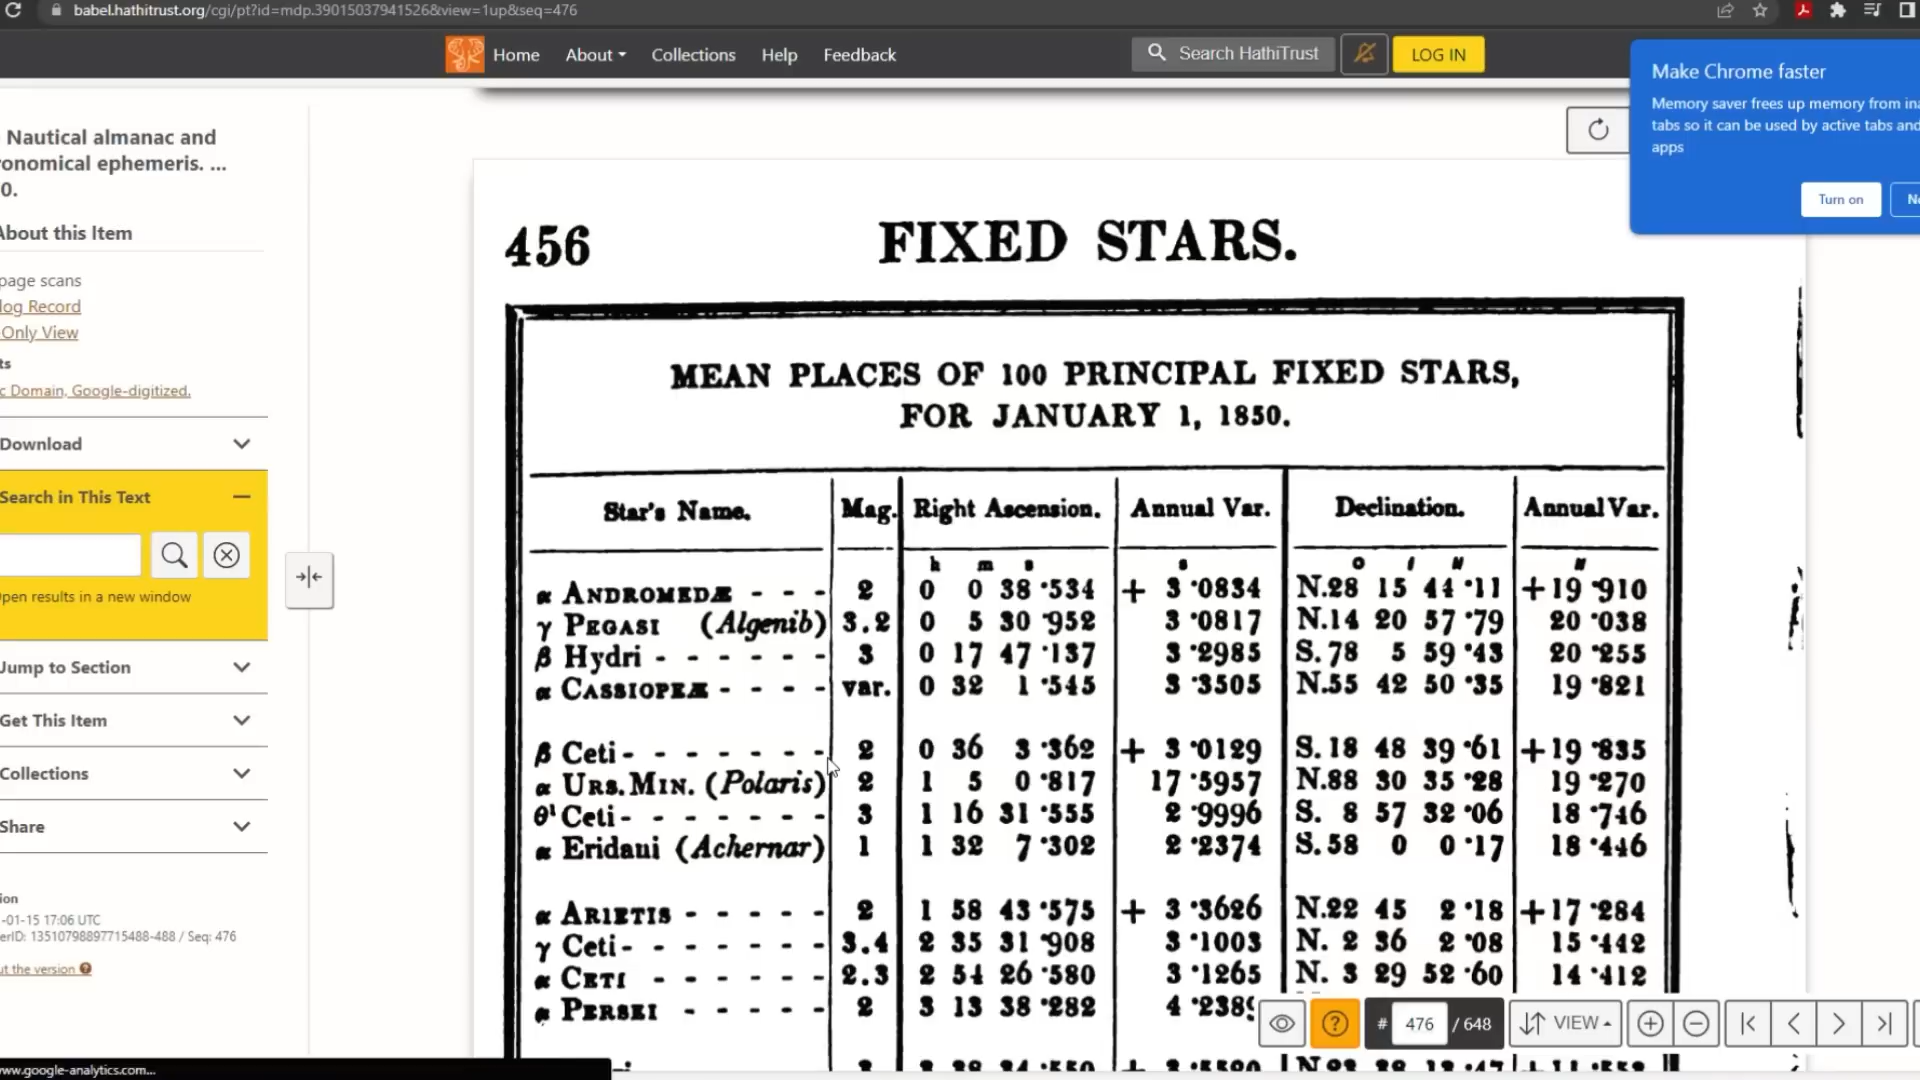 babel.hathitrust.org/cgi/pt?id=mdp.39015037941526&view=1up&seq=476
Home About Collections Help Feedback Search HathiTrust LOG IN
Make Chrome faster
Memory saver frees up memory from
tabs so it can be used by active tabs and
apps
Turn on
Nautical almanac and
ephemeris. ...
0.
About this Item
page scans
Record
Only View
Domain, Google-digitized.
Download
Search in This Text
Open results in a new window
Jump to Section
Get This Item
Collections
Share
-01-15 17:06 UTC
13510798897715488-488 / Seq: 476
the version
456 FIXED STARS.
MEAN PLACES OF 100 PRINCIPAL FIXED STARS,
FOR JANUARY 1, 1850.
Star's Name. Mag. Right Ascension. Annual Var. Declination. Annual Var.
h m s s ° ′ ″ ″
α ANDROMEDÆ - - - 2 0 0 38 ·534 + 3 ·0834 N.28 15 44 ·11 +19 ·910
γ PEGASI (Algenib) 3.2 0 5 30 ·952 3 ·0817 N.14 20 57 ·79 20 ·038
β Hydri - - - - - - 3 0 17 47 ·137 3 ·2985 S. 78 5 59 ·43 20 ·255
α CASSIOPEÆ - - - - var. 0 32 1 ·545 3 ·3505 N.55 42 50 ·35 19 ·821
β Ceti - - - - - - - 2 0 36 3 ·362 + 3 ·0129 S. 18 48 39 ·61 +19 ·835
α URS. MIN. (Polaris) 2 1 5 0 ·817 17 ·5957 N.88 30 35 ·28 19 ·270
θ¹ Ceti - - - - - - - 3 1 16 31 ·555 2 ·9996 S. 8 57 32 ·06 18 ·746
α Eridani (Achernar) 1 1 32 7 ·302 2 ·2374 S. 58 0 0 ·17 18 ·446
α ARIETIS - - - - - 2 1 58 43 ·575 + 3 ·3626 N.22 45 2 ·18 +17 ·284
γ Ceti - - - - - - - 3.4 2 35 31 ·908 3 ·1003 N. 2 36 2 ·08 15 ·442
α CETI - - - - - - 2.3 2 54 26 ·580 3 ·1265 N. 3 29 52 ·60 14 ·412
α PERSEI - - - - - 2 3 13 38 ·282 4 ·238
# 476 / 648 VIEW
www.google-analytics.com...